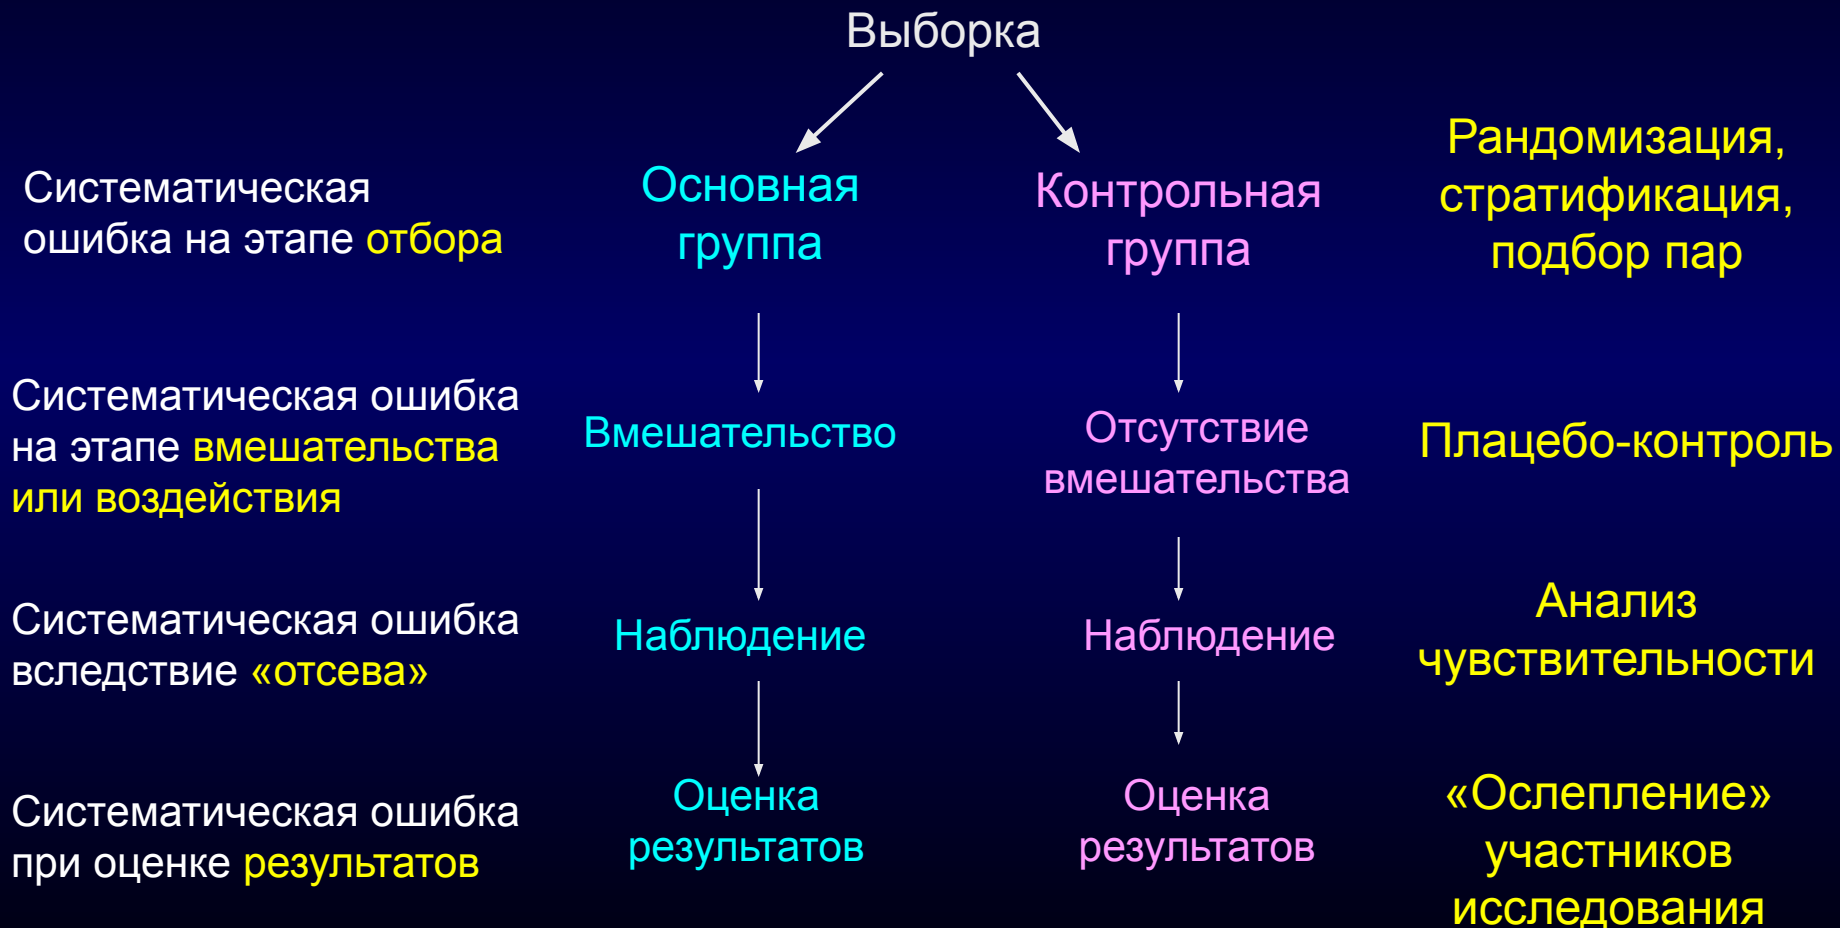 Выборка
Систематическая
ошибка на этапе отбора
Основная
группа
Контрольная
группа
Рандомизация,
стратификация,
подбор пар
Систематическая ошибка
на этапе вмешательства
или воздействия
Вмешательство
Отсутствие
вмешательства
Плацебо-контроль
Систематическая ошибка
вследствие «отсева»
Наблюдение
Наблюдение
Анализ
чувствительности
Систематическая ошибка
при оценке результатов
Оценка
результатов
Оценка
результатов
«Ослепление»
участников
исследования